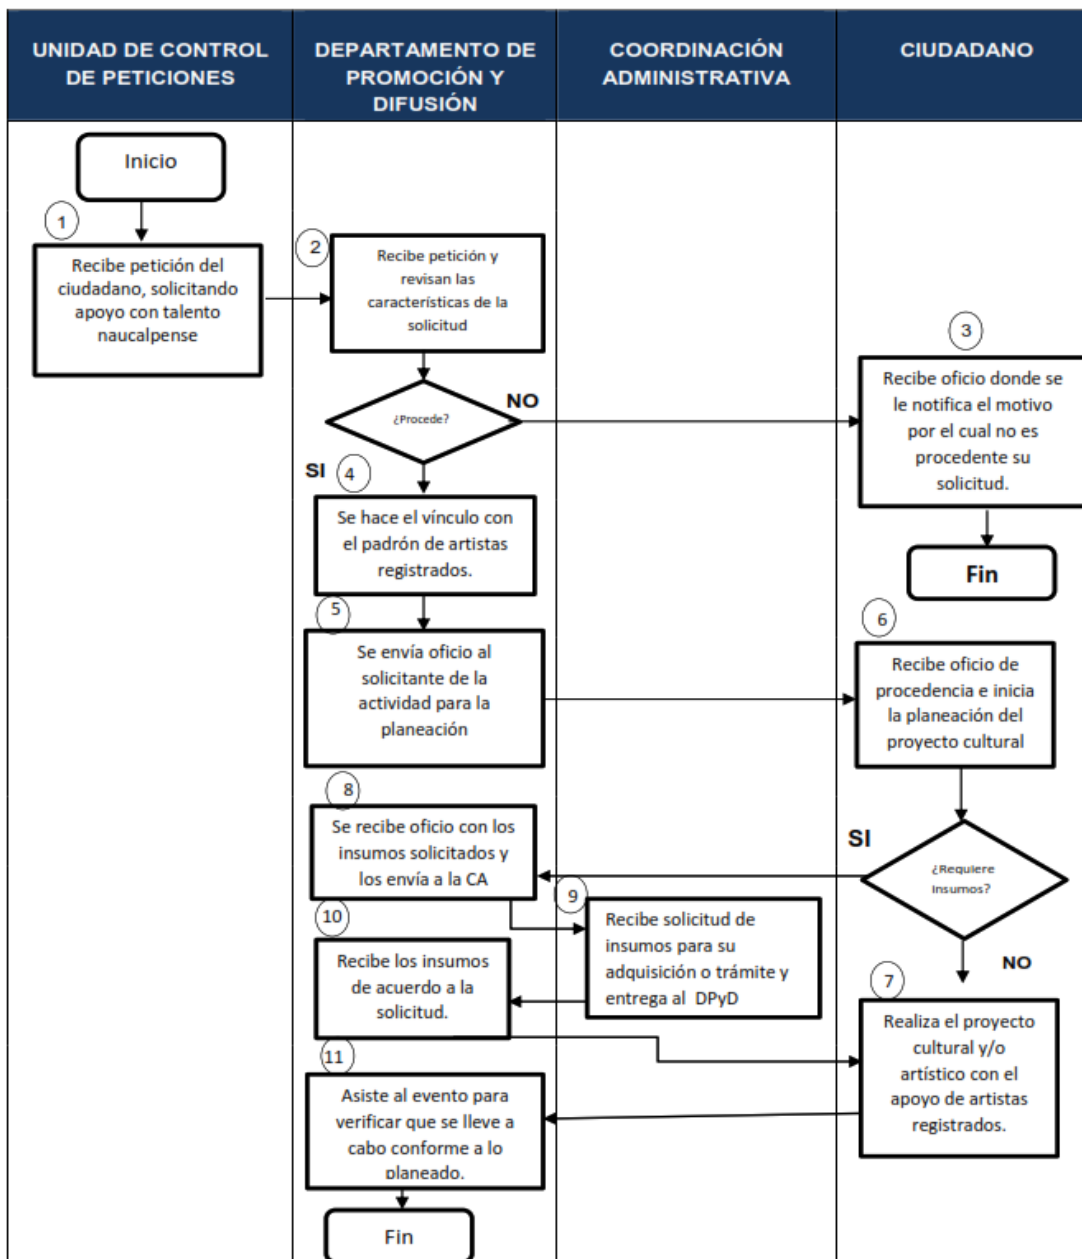 UNIDAD DE CONTROL
DE PETICIONES
DEPARTAMENTO DE
PROMOCIÓN Y
DIFUSIÓN
COORDINACIÓN
ADMINISTRATIVA
CIUDADANO
Inicio
1
Recibe petición del
ciudadano, solicitando
apoyo con talento
naucalpense
2
Recibe petición y
revisan las
características de la
solicitud
¿Procede?
NO
3
Recibe oficio donde se
le notifica el motivo
por el cual no es
procedente su
solicitud.
Fin
SI
4
Se hace el vínculo con
el padrón de artistas
registrados.
5
Se envía oficio al
solicitante de la
actividad para la
planeación
6
Recibe oficio de
procedencia e inicia
la planeación del
proyecto cultural
¿Requiere
insumos?
SI
NO
8
Se recibe oficio con los
insumos solicitados y
los envía a la CA
9
Recibe solicitud de
insumos para su
adquisición o trámite y
entrega al DPyD
10
Recibe los insumos
de acuerdo a la
solicitud.
7
Realiza el proyecto
cultural y/o
artístico con el
apoyo de artistas
registrados.
11
Asiste al evento para
verificar que se lleve a
cabo conforme a lo
planeado.
Fin